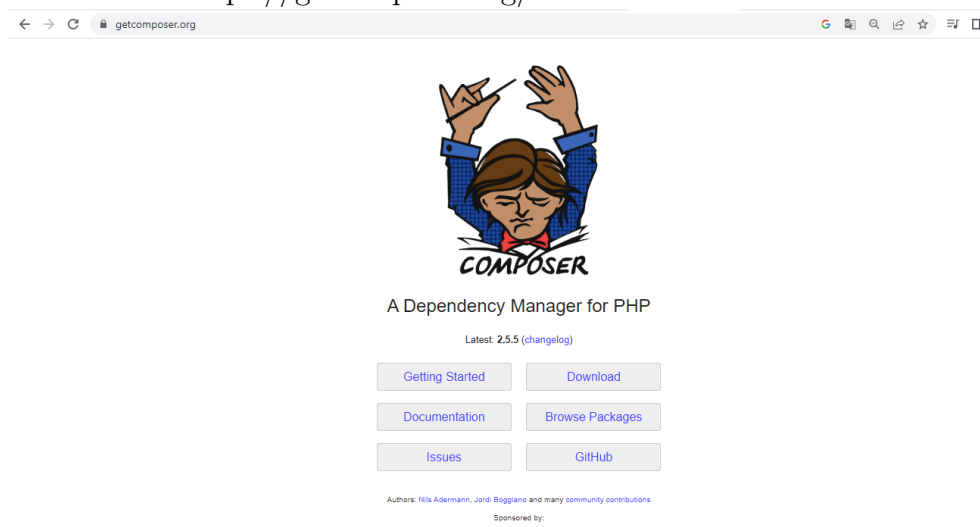 getcomposer.org
COMPOSER
A Dependency Manager for PHP
Latest: 2.5.5 (changelog)
Getting Started Download
Documentation Browse Packages
Issues GitHub
Authors: Nils Adermann, Jordi Boggiano and many community contributions
Sponsored by: